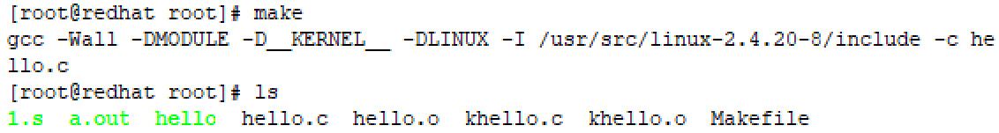 [root@redhat root]# make
gcc -Wall -DMODULE -D__KERNEL__ -DLINUX -I /usr/src/linux-2.4.20-8/include -c he
llo.c
[root@redhat root]# ls
1.s  a.out  hello  hello.c  hello.o  khello.c  khello.o  Makefile